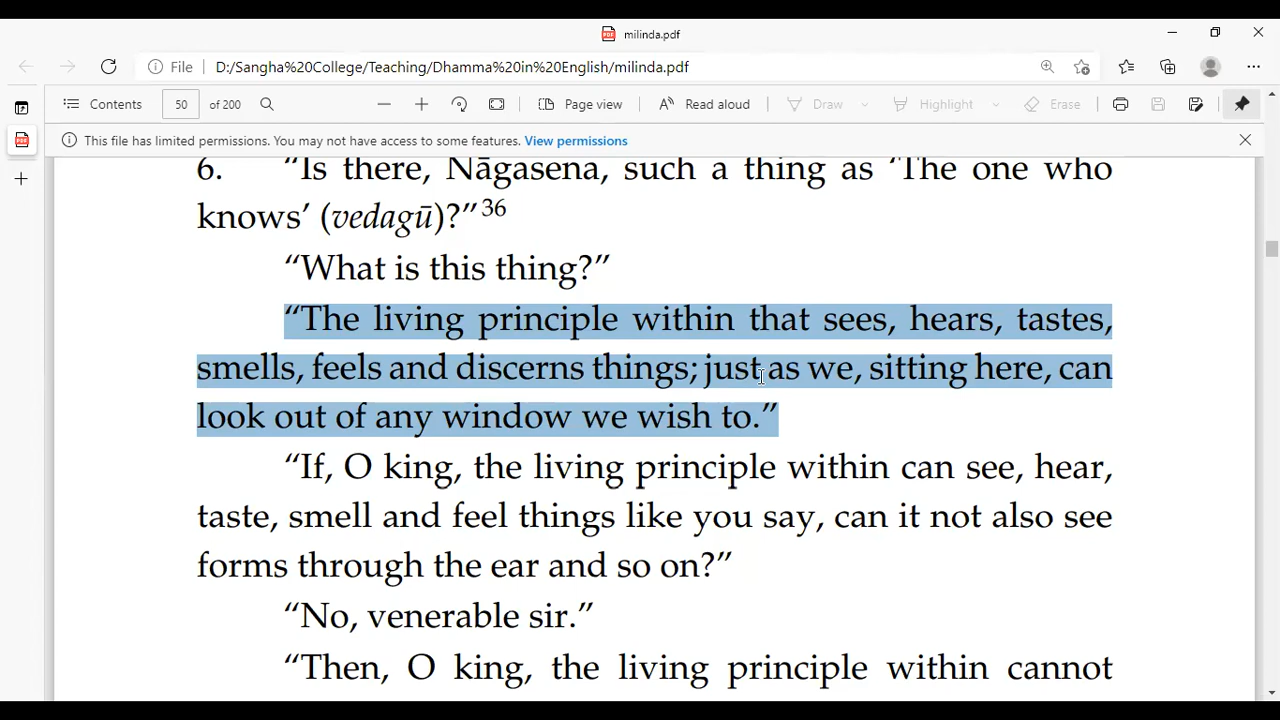 milinda.pdf
File D:/Sangha%20College/Teaching/Dhamma%20in%20English/milinda.pdf
Contents 50 of 200 Page view Read aloud Draw Highlight Erase
This file has limited permissions. You may not have access to some features. View permissions
6. “Is there, Nāgasena, such a thing as ‘The one who
knows’ (vedagū)?”36
“What is this thing?”
“The living principle within that sees, hears, tastes,
smells, feels and discerns things; just as we, sitting here, can
look out of any window we wish to.”
“If, O king, the living principle within can see, hear,
taste, smell and feel things like you say, can it not also see
forms through the ear and so on?”
“No, venerable sir.”
“Then, O king, the living principle within cannot